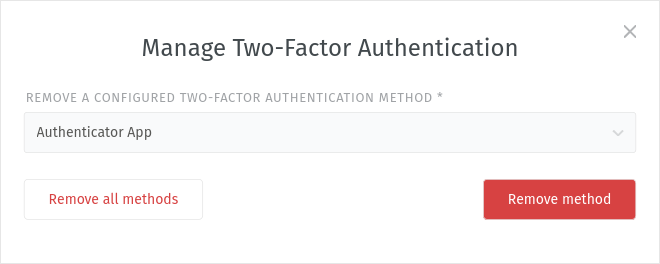 Manage Two-Factor Authentication
REMOVE A CONFIGURED TWO-FACTOR AUTHENTICATION METHOD *
Authenticator App
Remove all methods
Remove method